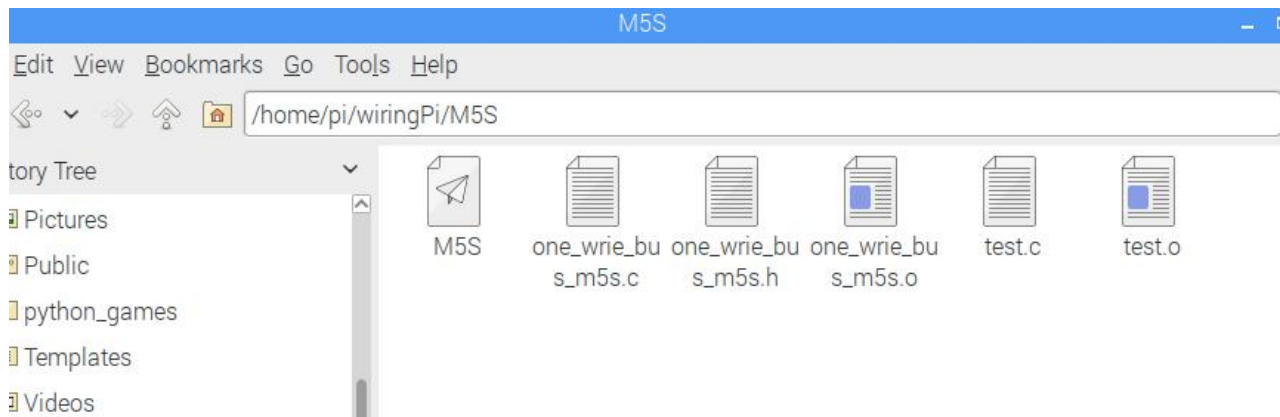 M5S
Edit View Bookmarks Go Tools Help
/home/pi/wiringPi/M5S
tory Tree
Pictures
Public
python_games
Templates
Videos
M5S
one_wrie_bu
s_m5s.c
one_wrie_bu
s_m5s.h
one_wrie_bu
s_m5s.o
test.c
test.o